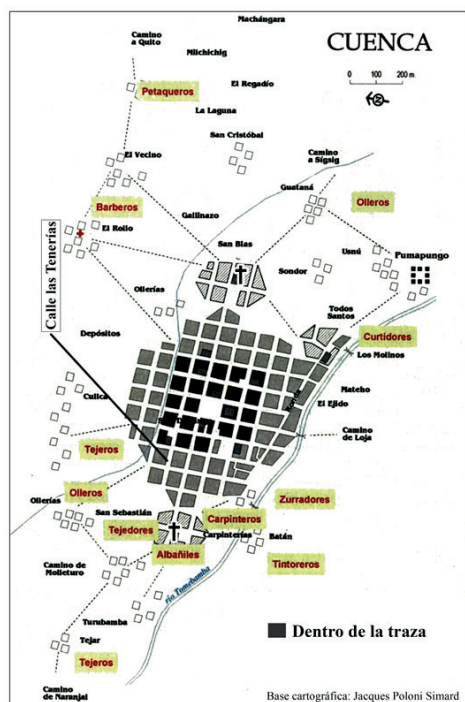 Machángara
CUENCA
Camino
a Quito
Milchichig
0 100 200 m
N
El Regadío
Petaqueros
La Laguna
San Cristóbal
Camino
a Sígsig
El Vecino
Guataná
Barberos
Olleros
Gallinazo
El Rollo
San Blas
Usnú
Pumapungo
Sondor
Calle las Tenerías
Ollerías
Todos
Santos
Depósitos
Curtidores
Los Molinos
Culica
Mateho
Ronda
El Ejido
Camino
de Loja
Tejeros
Olleros
Zurradores
Ollerías
San Sebastián
Carpinteros
Tejedores
Carpinterías
Batán
Albañiles
Tintoreros
Camino
de Molleturo
río Tomebamba
Turubamba
Dentro de la traza
Tejar
Tejeros
Camino
de Naranjal
Base cartográfica: Jacques Poloni Simard